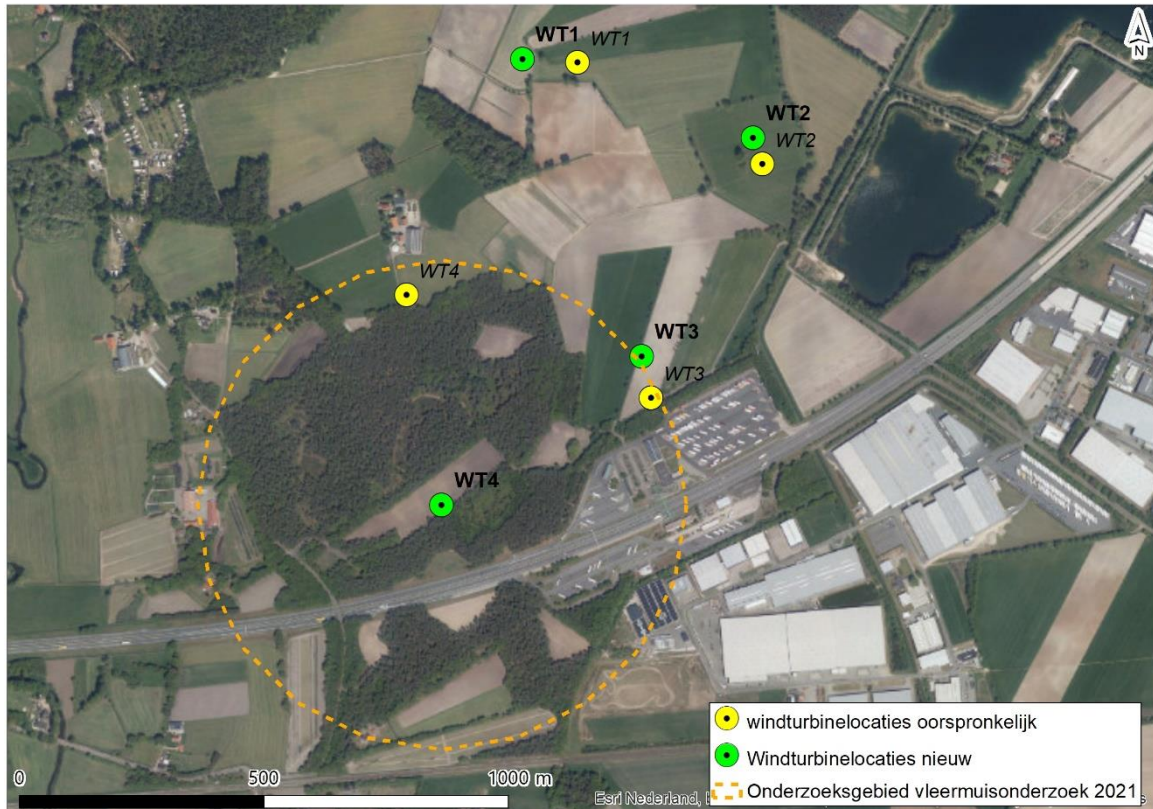 WT1
WT1
N
WT2
WT2
WT4
WT3
WT3
WT4
windturbinelocaties oorspronkelijk
Windturbinelocaties nieuw
Onderzoeksgebied vleermuisonderzoek 2021
0 500 1000 m
Esri Nederland,